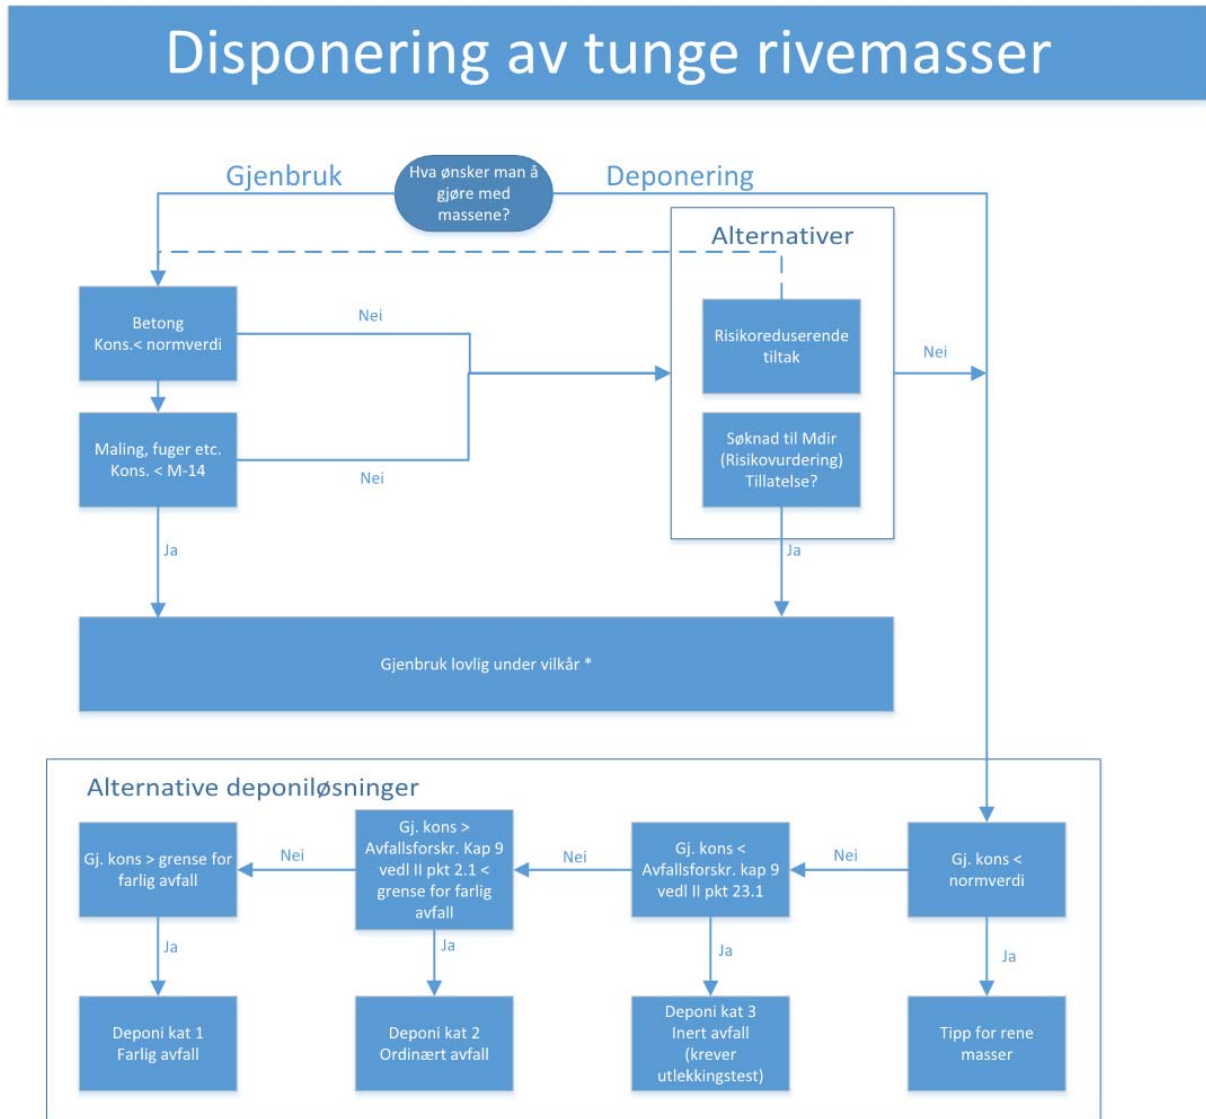 Disponering av tunge rivemasser
Gjenbruk
Hva ønsker man å
gjøre med
massene?
Deponering
Alternativer
Betong
Kons.< normverdi
Nei
Risikoreduserende
tiltak
Nei
Maling, fuger etc.
Kons. < M-14
Nei
Søknad til Mdir
(Risikovurdering)
Tillatelse?
Ja
Ja
Gjenbruk lovlig under vilkår *
Alternative deponiløsninger
Gj. kons > grense for
farlig avfall
Nei
Gj. kons >
Avfallsforskr. Kap 9
vedl II pkt 2.1 <
grense for farlig
avfall
Nei
Gj. kons <
Avfallsforskr. kap 9
vedl II pkt 23.1
Nei
Gj. kons <
normverdi
Ja
Ja
Ja
Ja
Deponi kat 1
Farlig avfall
Deponi kat 2
Ordinært avfall
Deponi kat 3
Inert avfall
(krever
utlekkingstest)
Tipp for rene
masser